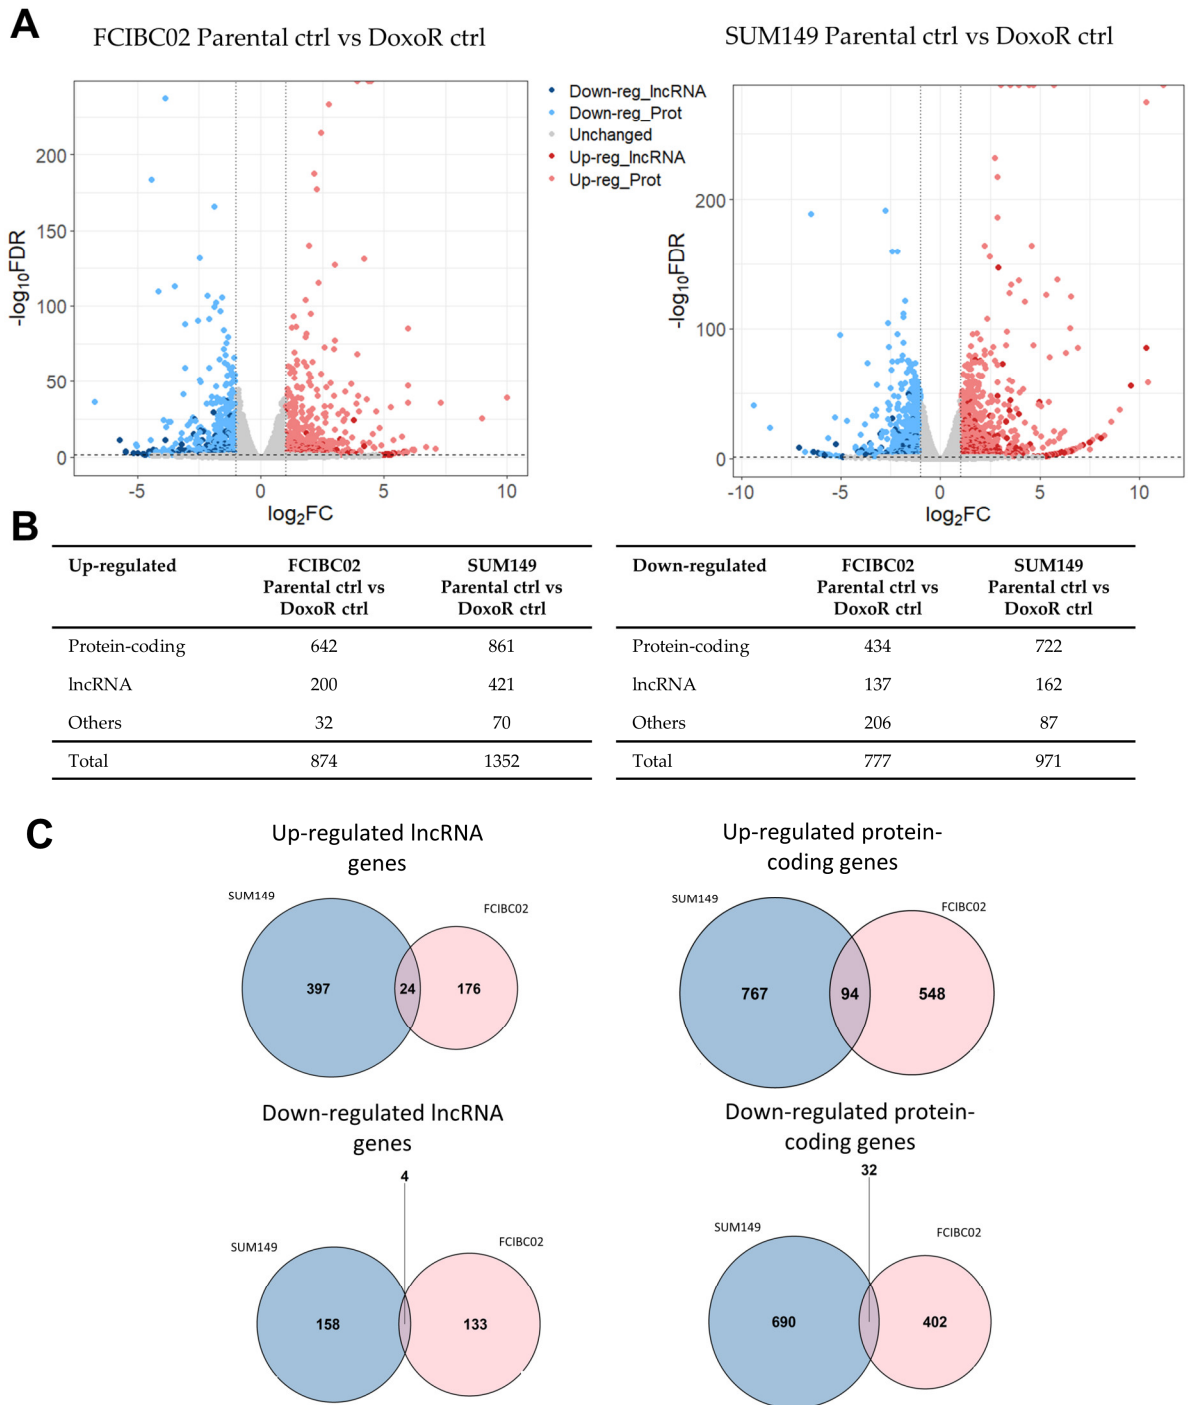 A
FCIBC02 Parental ctrl vs DoxoR ctrl
SUM149 Parental ctrl vs DoxoR ctrl
-log10FDR
200
150
100
50
0
-5
0
5
10
log2FC
Down-reg_lncRNA
Down-reg_Prot
Unchanged
Up-reg_lncRNA
Up-reg_Prot
-log10FDR
200
100
0
-10
-5
0
5
10
log2FC
B
Up-regulated FCIBC02 SUM149
Parental ctrl vs Parental ctrl vs
DoxoR ctrl DoxoR ctrl
Protein-coding 642 861
lncRNA 200 421
Others 32 70
Total 874 1352
Down-regulated FCIBC02 SUM149
Parental ctrl vs Parental ctrl vs
DoxoR ctrl DoxoR ctrl
Protein-coding 434 722
lncRNA 137 162
Others 206 87
Total 777 971
C
Up-regulated lncRNA
genes
SUM149
FCIBC02
397 24 176
Up-regulated protein-
coding genes
SUM149
FCIBC02
767 94 548
Down-regulated lncRNA
genes
4
SUM149
FCIBC02
158 133
Down-regulated protein-
coding genes
32
SUM149
FCIBC02
690 402